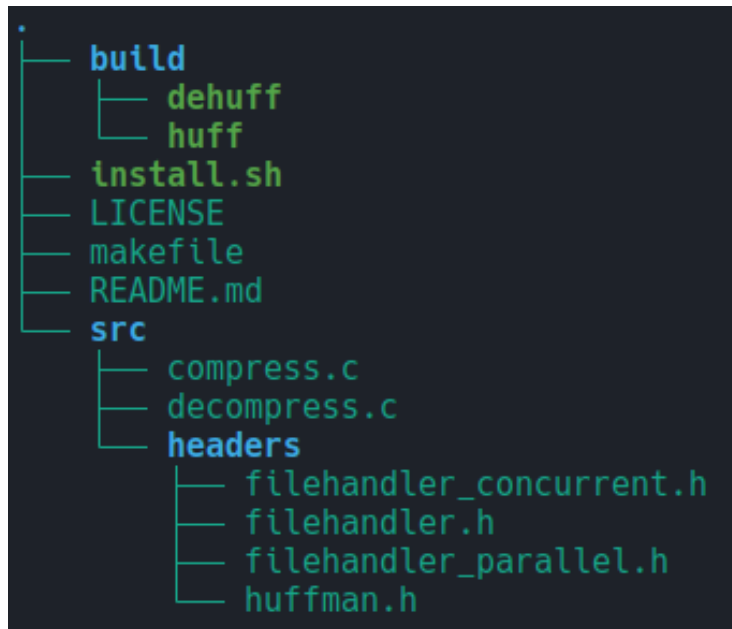 .
├── build
│   ├── dehuff
│   └── huff
├── install.sh
├── LICENSE
├── makefile
├── README.md
└── src
    ├── compress.c
    ├── decompress.c
    └── headers
        ├── filehandler_concurrent.h
        ├── filehandler.h
        ├── filehandler_parallel.h
        └── huffman.h